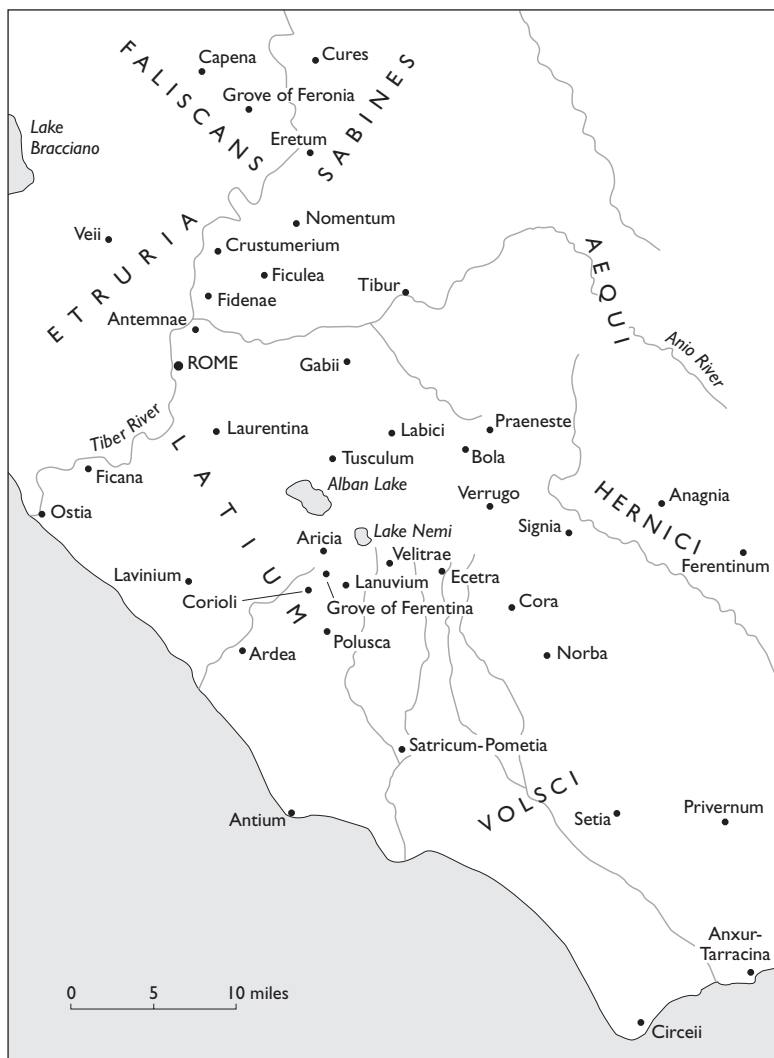 Capena
Cures
FALISCANS
SABINES
Grove of Feronia
Lake
Bracciano
Eretum
Nomentum
Veii
ETRURIA
Crustumerium
AEQUI
Ficulea
Tibur
Fidenae
Antemnae
Anio River
ROME
Gabii
Tiber River
LATIUM
Laurentina
Labici
Praeneste
Tusculum
Bola
Ficana
Alban Lake
Verrugo
HERNICI
Anagnia
Ostia
Lake Nemi
Signia
Aricia
Velitrae
Ferentinum
Lavinium
Ecetra
Corioli
Lanuvium
Grove of Ferentina
Cora
Polusca
Ardea
Norba
Satricum-Pometia
VOLSCI
Antium
Setia
Privernum
Anxur-
Tarracina
0 5 10 miles
Circeii